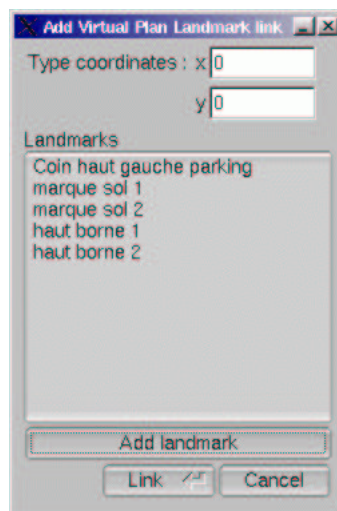 Add Virtual Plan Landmark link
Type coordinates : x 0
y 0
Landmarks
Coin haut gauche parking
marque sol 1
marque sol 2
haut borne 1
haut borne 2
Add landmark
Link Cancel